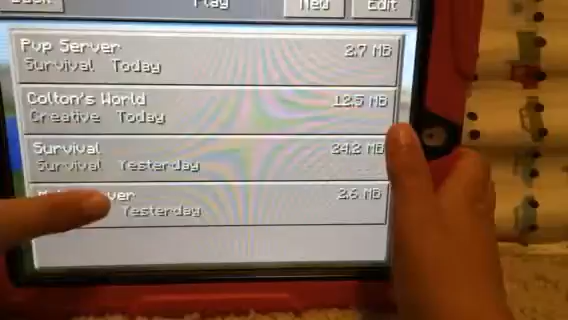 Play
New
Edit
Pvp Server
2.7 MB
Survival Today
Colton's World
12.5 MB
Creative Today
Survival
34.2 MB
Survival Yesterday
2.6 MB
Yesterday